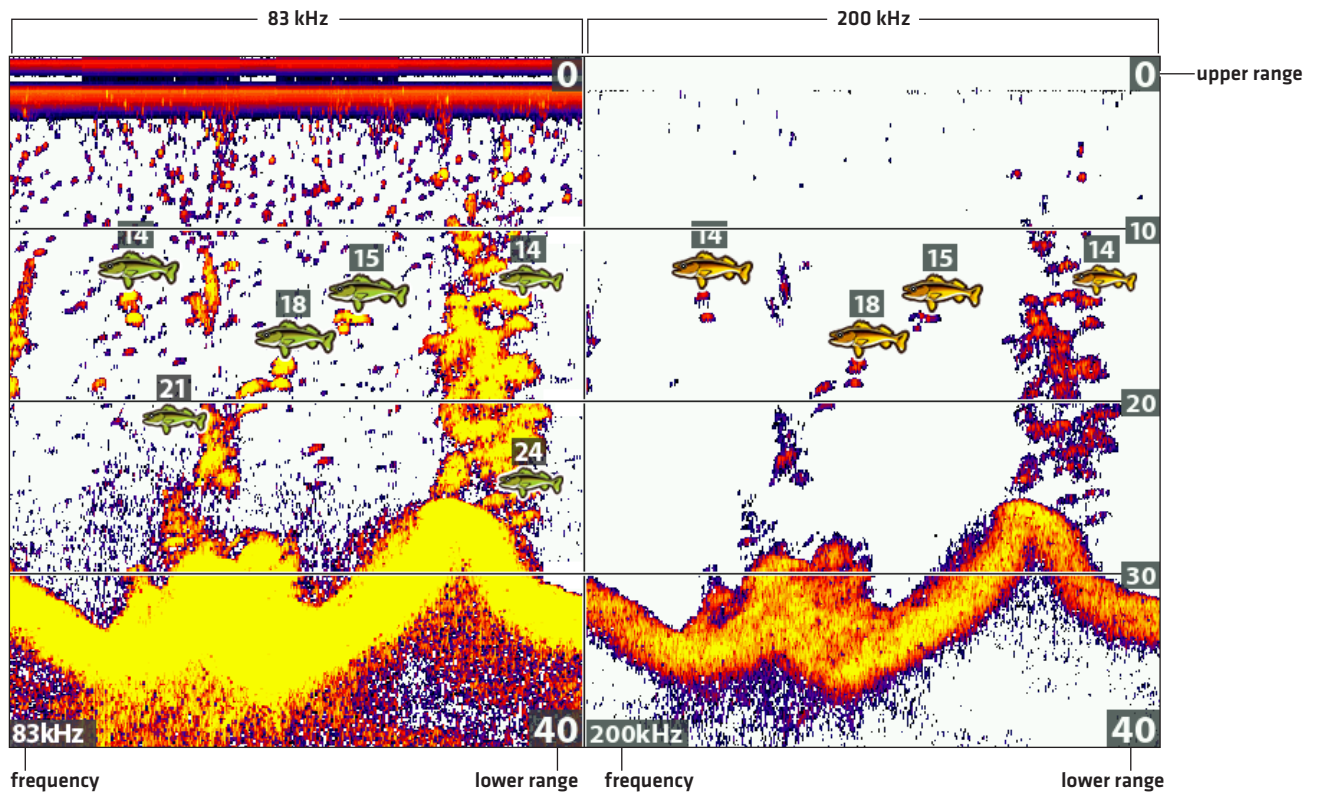 83 kHz
200 kHz
0
0
upper range
14
14
10
15
14
15
14
18
18
21
20
24
30
83kHz
40
200kHz
40
frequency
lower range
frequency
lower range